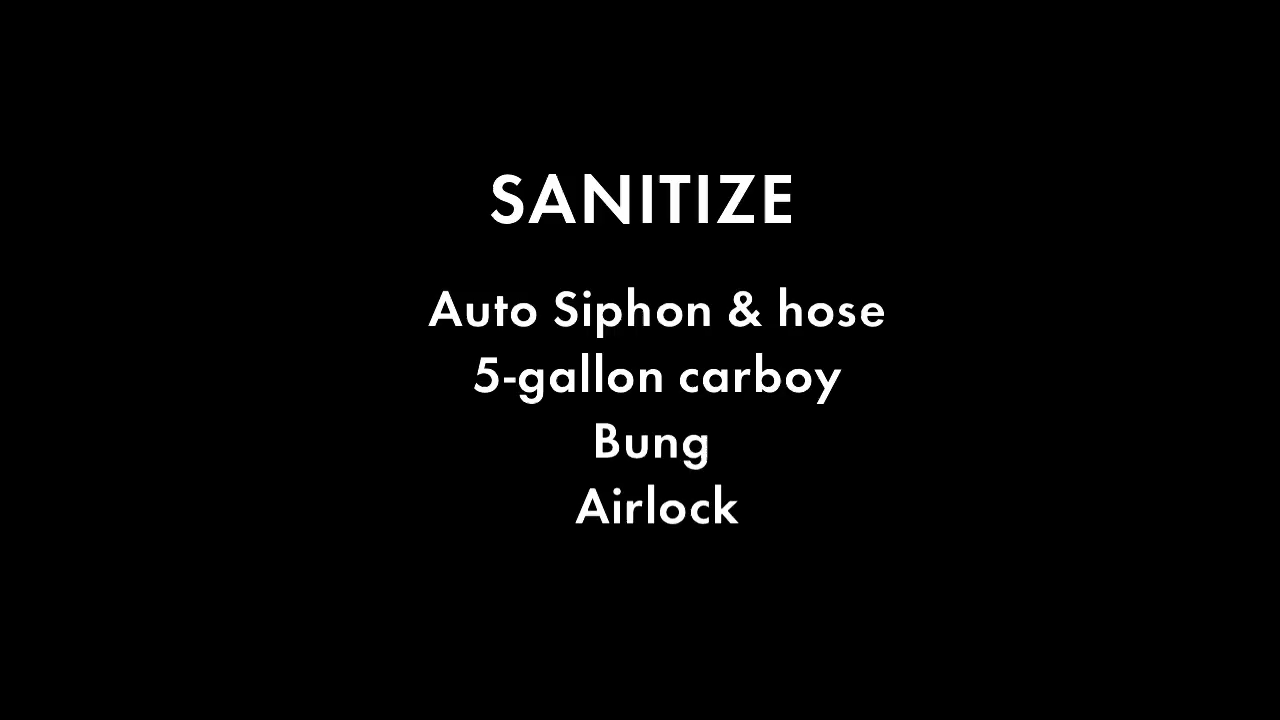 SANITIZE
Auto Siphon & hose
5-gallon carboy
Bung
Airlock